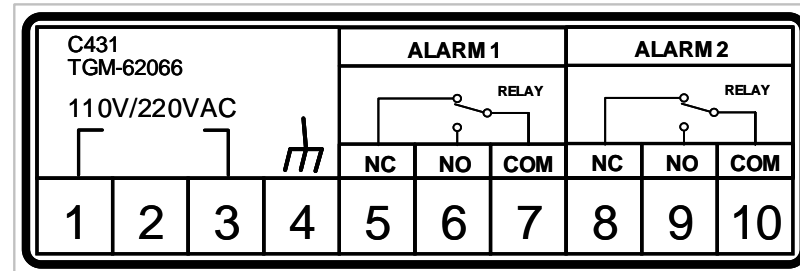 C431
TGM-62066
110V/220VAC
ALARM 1
RELAY
NC NO COM
ALARM 2
RELAY
NC NO COM
1 2 3 4 5 6 7 8 9 10